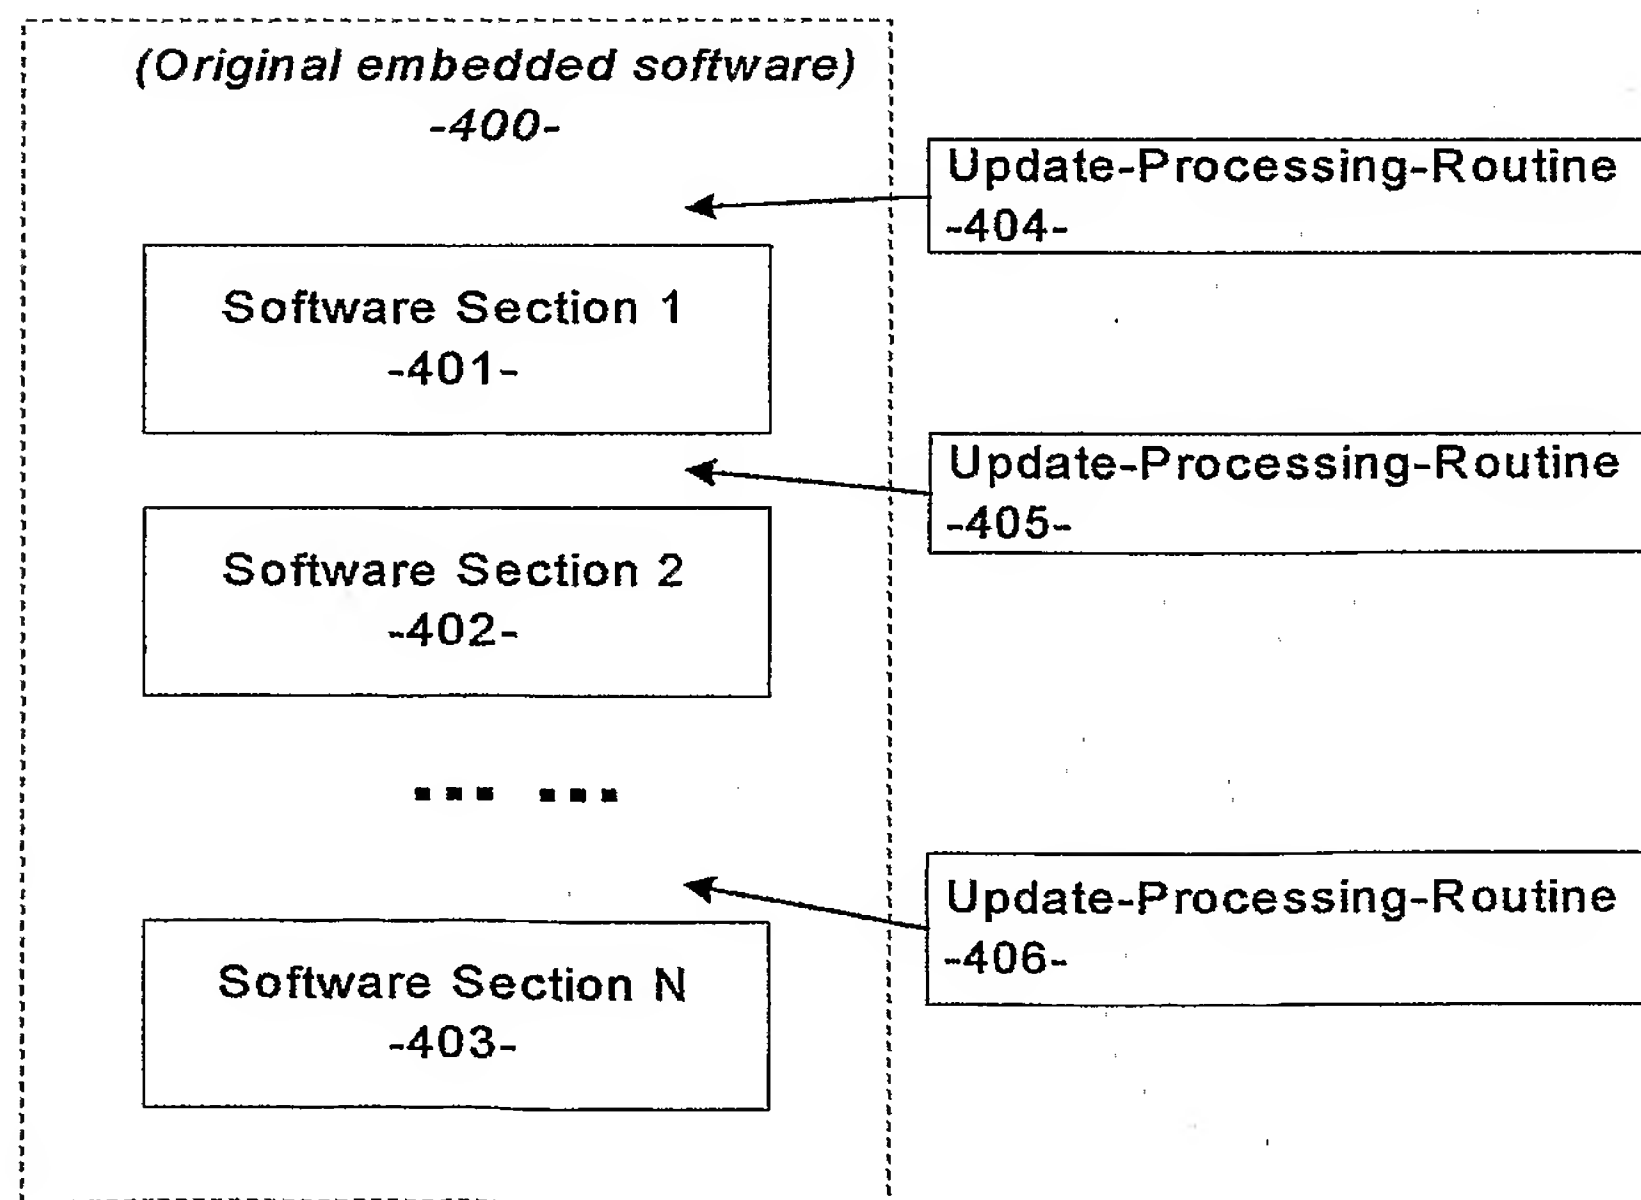 (Original embedded software)
-400-
Update-Processing-Routine
-404-
Software Section 1
-401-
Update-Processing-Routine
-405-
Software Section 2
-402-
... ...
Update-Processing-Routine
-406-
Software Section N
-403-